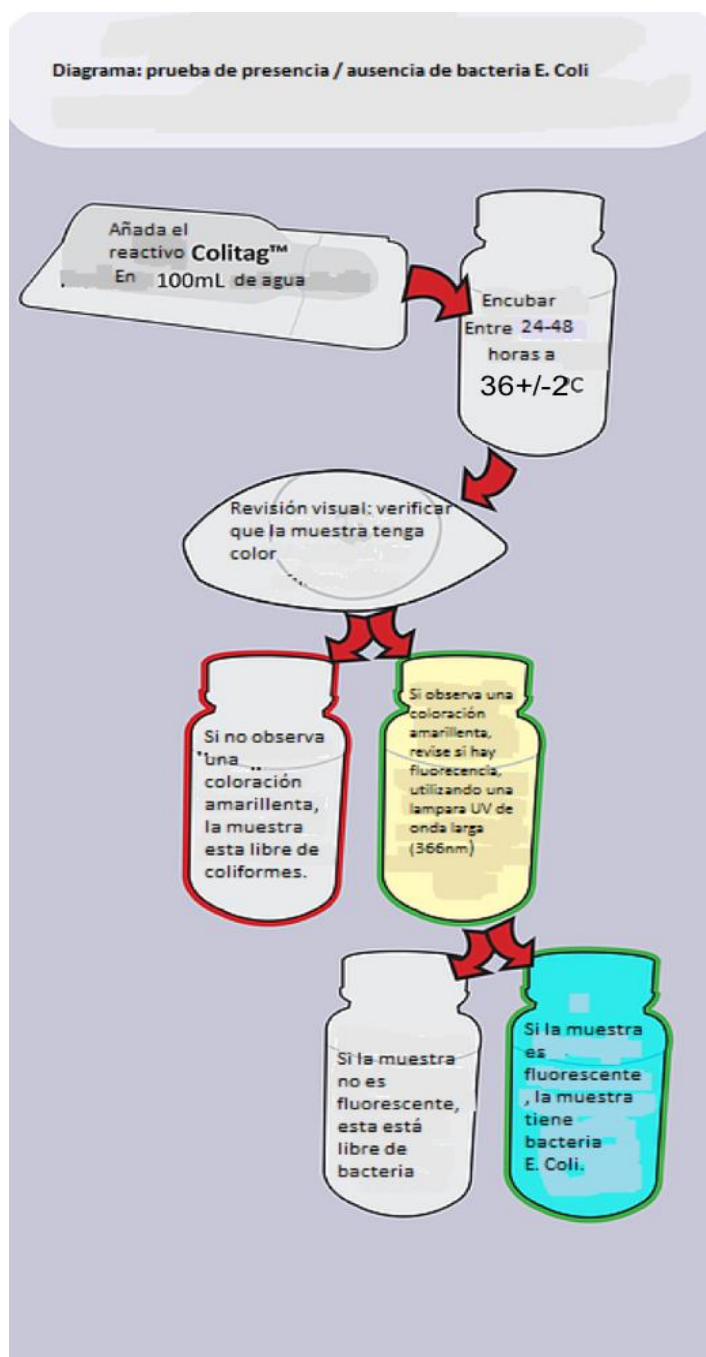 Diagrama: prueba de presencia / ausencia de bacteria E. Coli
Añada el
reactivo Colitag™
En 100mL de agua
Encubar
Entre 24-48
horas a
36+/-2ºC
Revisión visual: verificar
que la muestra tenga
color
Si no observa
una
coloración
amarillenta,
la muestra
esta libre de
coliformes.
Si observa una
coloración
amarillenta,
revise si hay
fluorecencia,
utilizando una
lampara UV de
onda larga
(366nm)
Si la muestra
no es
fluorescente,
esta está
libre de
bacteria
Si la muestra
es
fluorescente
, la muestra
tiene
bacteria
E. Coli.